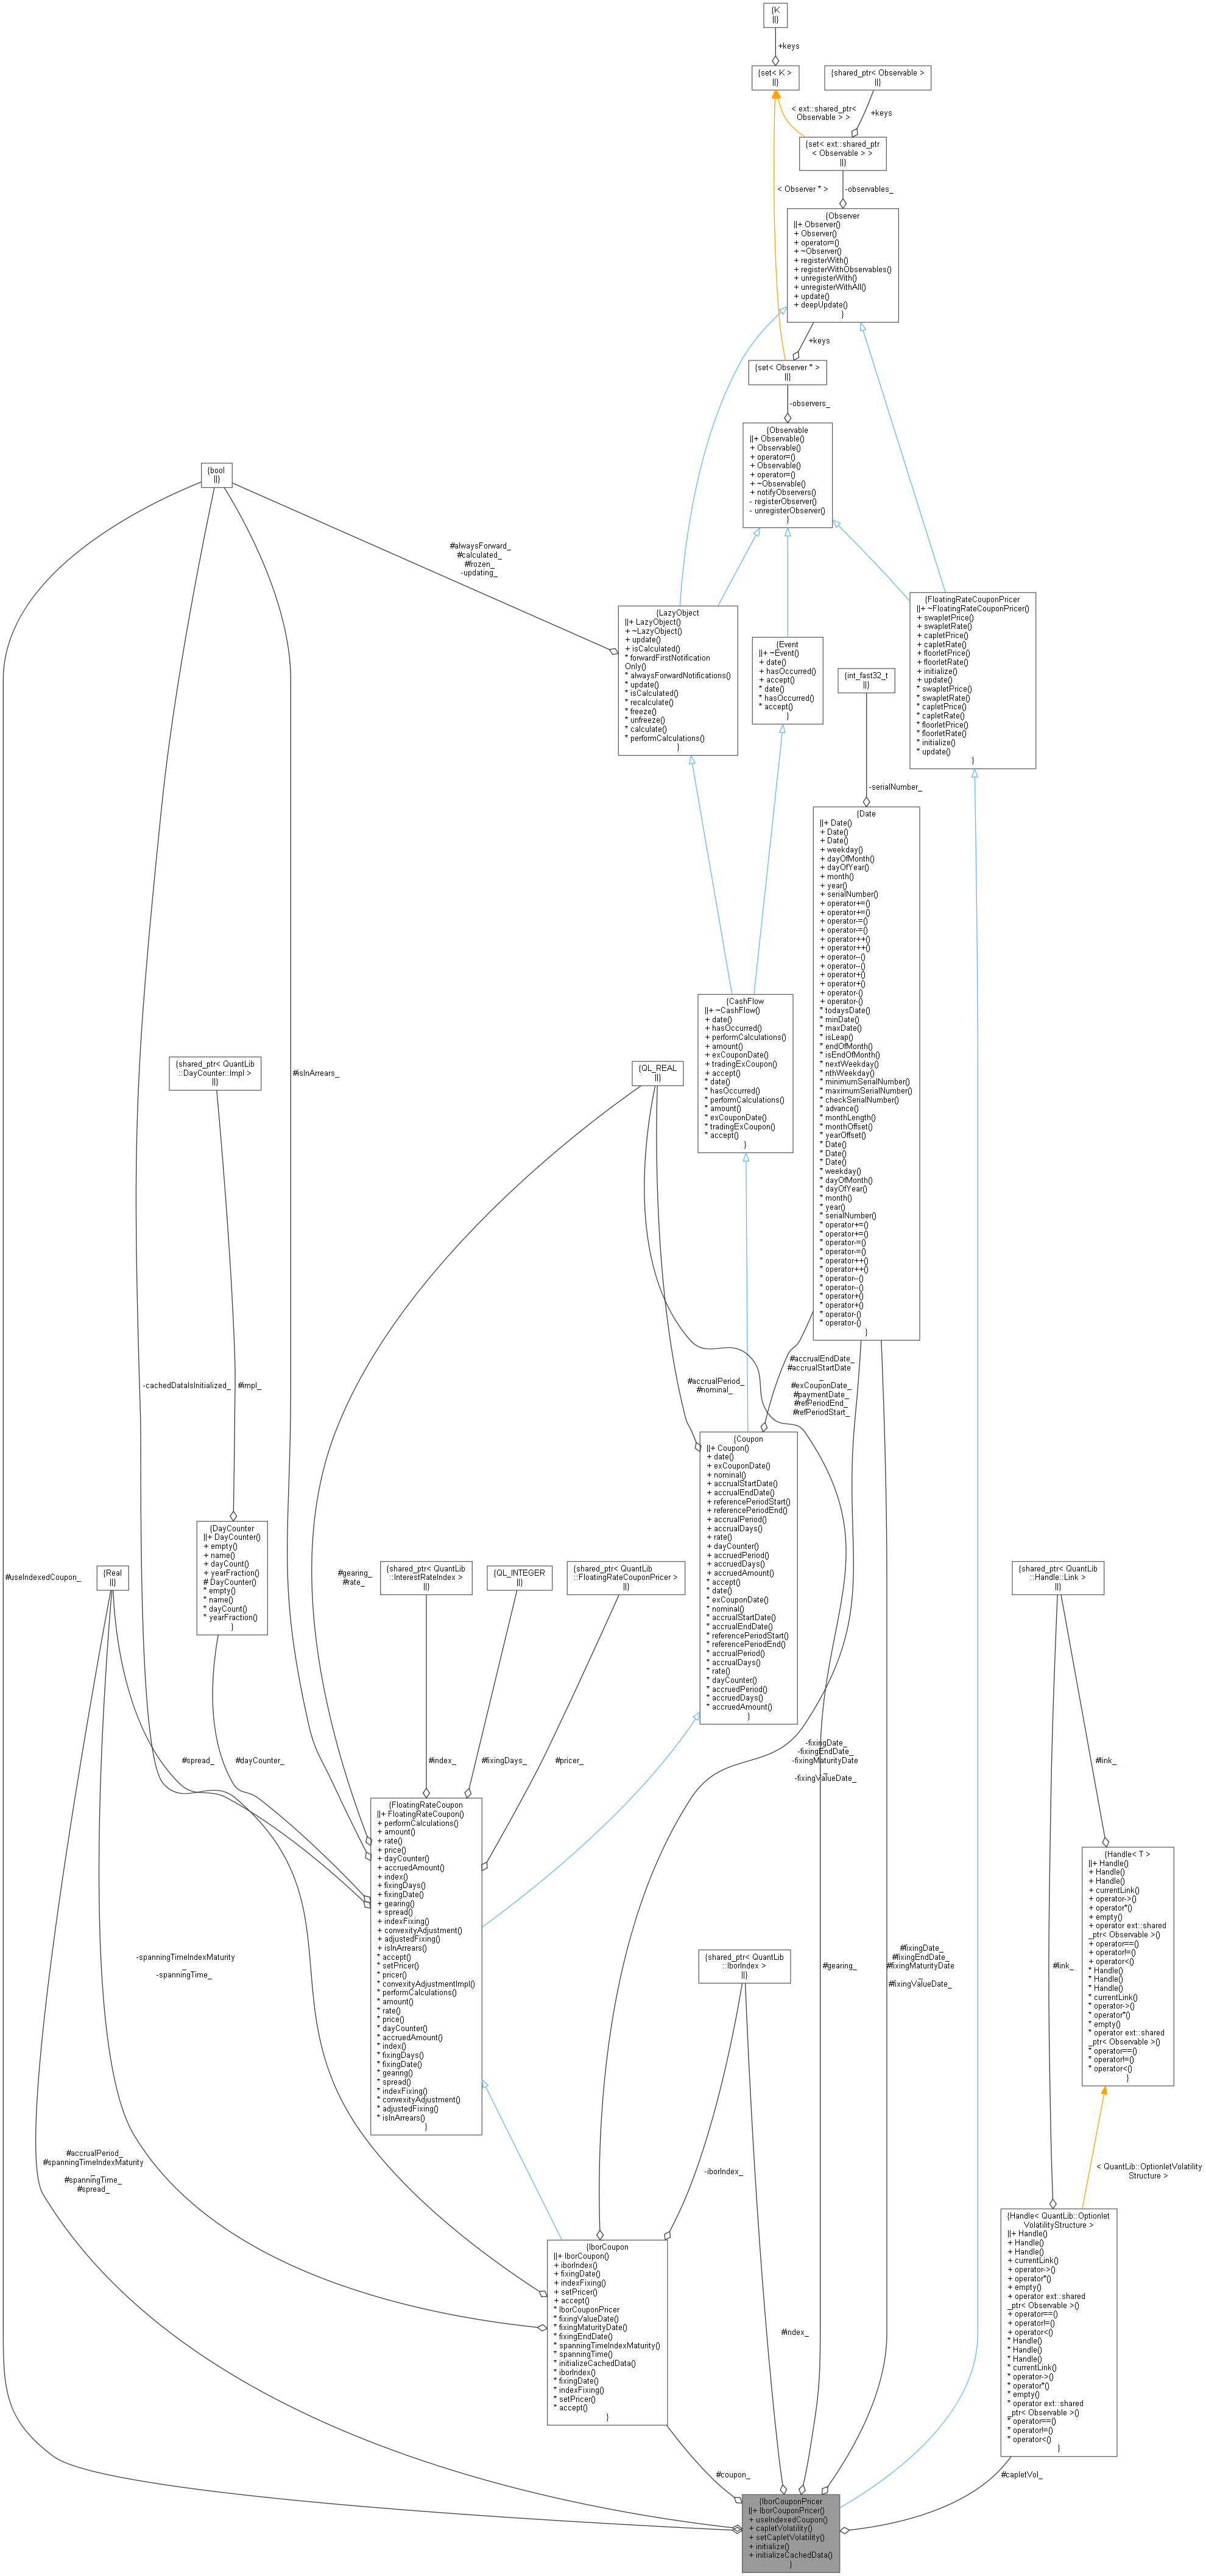 {K
||}
+keys
{set< K >
||}
{shared_ptr< Observable >
||}
< ext::shared_ptr<
Observable > >
+keys
{set< ext::shared_ptr
< Observable > >
||}
< Observer * >
-observables_
{Observer
||+ Observer()
+ Observer()
+ operator=()
+ ~Observer()
+ registerWith()
+ registerWithObservables()
+ unregisterWith()
+ unregisterWithAll()
+ update()
+ deepUpdate()
}
+keys
{set< Observer * >
||}
-observers_
{Observable
||+ Observable()
+ Observable()
+ operator=()
+ Observable()
+ operator=()
+ ~Observable()
+ notifyObservers()
- registerObserver()
- unregisterObserver()
}
{bool
||}
#alwaysForward_
#calculated_
#frozen_
-updating_
{LazyObject
||+ LazyObject()
+ ~LazyObject()
+ update()
+ isCalculated()
* forwardFirstNotification
Only()
* alwaysForwardNotifications()
* update()
* isCalculated()
* recalculate()
* freeze()
* unfreeze()
* calculate()
* performCalculations()
}
{Event
||+ ~Event()
+ date()
+ hasOccurred()
+ accept()
* date()
* hasOccurred()
* accept()
}
{FloatingRateCouponPricer
||+ ~FloatingRateCouponPricer()
+ swapletPrice()
+ swapletRate()
+ capletPrice()
+ capletRate()
+ floorletPrice()
+ floorletRate()
+ initialize()
+ update()
* swapletPrice()
* swapletRate()
* capletPrice()
* capletRate()
* floorletPrice()
* floorletRate()
* initialize()
* update()
}
{int_fast32_t
||}
-serialNumber_
{Date
||+ Date()
+ Date()
+ Date()
+ weekday()
+ dayOfMonth()
+ dayOfYear()
+ month()
+ year()
+ serialNumber()
+ operator+=()
+ operator+=()
+ operator-=()
+ operator-=()
+ operator++()
+ operator++()
+ operator--()
+ operator--()
+ operator+()
+ operator+()
+ operator-()
+ operator-()
* todaysDate()
* minDate()
* maxDate()
* isLeap()
* endOfMonth()
* isEndOfMonth()
* nextWeekday()
* nthWeekday()
* minimumSerialNumber()
* maximumSerialNumber()
* checkSerialNumber()
* advance()
* monthLength()
* monthOffset()
* yearOffset()
* Date()
* Date()
* Date()
* weekday()
* dayOfMonth()
* dayOfYear()
* month()
* year()
* serialNumber()
* operator+=()
* operator+=()
* operator-=()
* operator-=()
* operator++()
* operator++()
* operator--()
* operator--()
* operator+()
* operator+()
* operator-()
* operator-()
}
{CashFlow
||+ ~CashFlow()
+ date()
+ hasOccurred()
+ performCalculations()
+ amount()
+ exCouponDate()
+ tradingExCoupon()
+ accept()
* date()
* hasOccurred()
* performCalculations()
* amount()
* exCouponDate()
* tradingExCoupon()
* accept()
}
{shared_ptr< QuantLib
::DayCounter::Impl >
||}
#isInArrears_
{QL_REAL
||}
-cachedDataIsInitialized_
#impl_
#accrualPeriod_
#nominal_
#accrualEndDate_
#accrualStartDate
_
#exCouponDate_
#paymentDate_
#refPeriodEnd_
#refPeriodStart_
{Coupon
||+ Coupon()
+ date()
+ exCouponDate()
+ nominal()
+ accrualStartDate()
+ accrualEndDate()
+ referencePeriodStart()
+ referencePeriodEnd()
+ accrualPeriod()
+ accrualDays()
+ rate()
+ dayCounter()
+ accruedPeriod()
+ accruedDays()
+ accruedAmount()
* accept()
* date()
* exCouponDate()
* nominal()
* accrualStartDate()
* accrualEndDate()
* referencePeriodStart()
* referencePeriodEnd()
* accrualPeriod()
* accrualDays()
* rate()
* dayCounter()
* accruedPeriod()
* accruedDays()
* accruedAmount()
}
{DayCounter
||+ DayCounter()
+ empty()
+ name()
+ dayCount()
+ yearFraction()
# DayCounter()
* empty()
* name()
* dayCount()
* yearFraction()
}
#useIndexedCoupon_
{Real
||}
#gearing_
#rate_
{shared_ptr< QuantLib
::InterestRateIndex >
||}
{QL_INTEGER
||}
{shared_ptr< QuantLib
::FloatingRateCouponPricer >
||}
{shared_ptr< QuantLib
::Handle::Link >
||}
#spread_
#dayCounter_
#index_
#fixingDays_
#pricer_
-fixingDate_
-fixingEndDate_
-fixingMaturityDate
_
-fixingValueDate_
#link_
{FloatingRateCoupon
||+ FloatingRateCoupon()
+ performCalculations()
+ amount()
+ rate()
+ price()
+ dayCounter()
+ accruedAmount()
+ index()
+ fixingDays()
+ fixingDate()
+ gearing()
+ spread()
+ indexFixing()
+ convexityAdjustment()
+ adjustedFixing()
+ isInArrears()
* accept()
* setPricer()
* pricer()
* convexityAdjustmentImpl()
* performCalculations()
* amount()
* rate()
* price()
* dayCounter()
* accruedAmount()
* index()
* fixingDays()
* fixingDate()
* gearing()
* spread()
* indexFixing()
* convexityAdjustment()
* adjustedFixing()
* isInArrears()
}
{Handle< T >
||+ Handle()
+ Handle()
+ Handle()
+ currentLink()
+ operator->()
+ operator*()
+ empty()
+ operator ext::shared
_ptr< Observable >()
+ operator==()
+ operator!=()
+ operator<()
* Handle()
* Handle()
* Handle()
* currentLink()
* operator->()
* operator*()
* empty()
* operator ext::shared
_ptr< Observable >()
* operator==()
* operator!=()
* operator<()
}
-spanningTimeIndexMaturity
_
-spanningTime_
{shared_ptr< QuantLib
::IborIndex >
||}
#gearing_
#fixingDate_
#fixingEndDate_
#fixingMaturityDate
_
#fixingValueDate_
#link_
#accrualPeriod_
#spanningTimeIndexMaturity
_
#spanningTime_
#spread_
-iborIndex_
< QuantLib::OptionletVolatility
Structure >
{IborCoupon
||+ IborCoupon()
+ iborIndex()
+ fixingDate()
+ indexFixing()
+ setPricer()
+ accept()
* IborCouponPricer
* fixingValueDate()
* fixingMaturityDate()
* fixingEndDate()
* spanningTimeIndexMaturity()
* spanningTime()
* initializeCachedData()
* iborIndex()
* fixingDate()
* indexFixing()
* setPricer()
* accept()
}
{Handle< QuantLib::Optionlet
VolatilityStructure >
||+ Handle()
+ Handle()
+ Handle()
+ currentLink()
+ operator->()
+ operator*()
+ empty()
+ operator ext::shared
_ptr< Observable >()
+ operator==()
+ operator!=()
+ operator<()
* Handle()
* Handle()
* Handle()
* currentLink()
* operator->()
* operator*()
* empty()
* operator ext::shared
_ptr< Observable >()
* operator==()
* operator!=()
* operator<()
}
#index_
#coupon_
#capletVol_
{IborCouponPricer
||+ IborCouponPricer()
+ useIndexedCoupon()
+ capletVolatility()
+ setCapletVolatility()
+ initialize()
+ initializeCachedData()
}